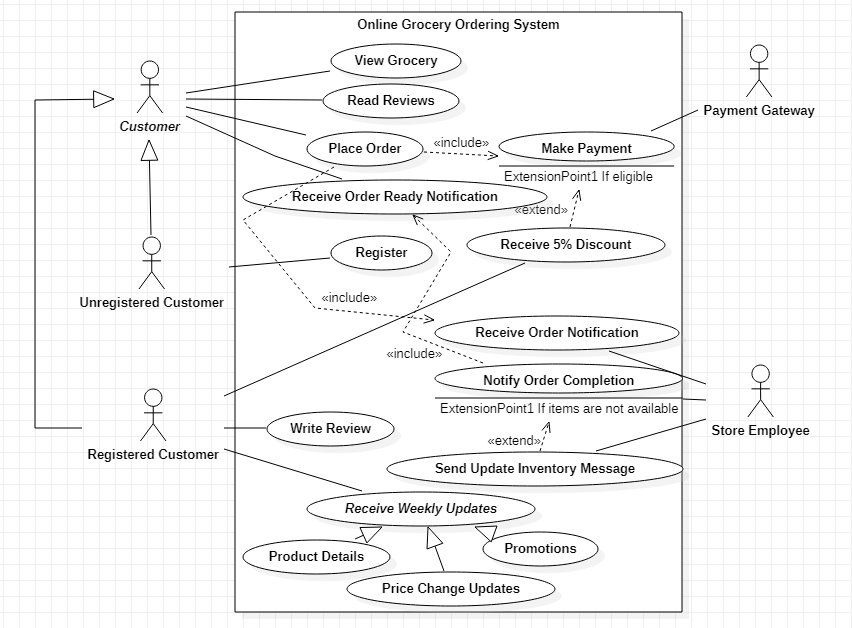 Online Grocery Ordering System
View Grocery
Read Reviews
Customer
Payment Gateway
Place Order
«include»
Make Payment
ExtensionPoint1 If eligible
Receive Order Ready Notification
«extend»
Register
Receive 5% Discount
Unregistered Customer
«include»
Receive Order Notification
«include»
Notify Order Completion
ExtensionPoint1 If items are not available
Store Employee
Write Review
«extend»
Registered Customer
Send Update Inventory Message
Receive Weekly Updates
Product Details
Promotions
Price Change Updates